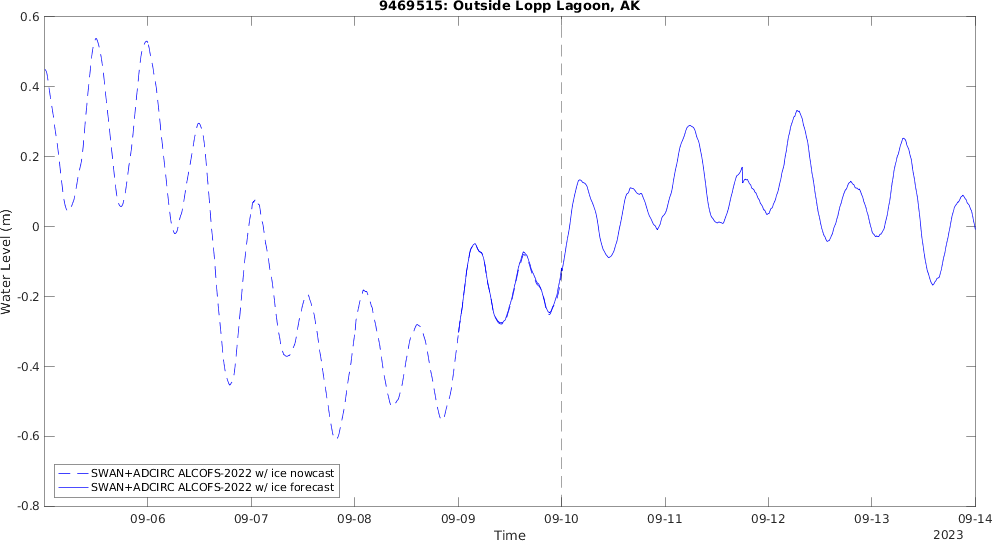 9469515: Outside Lopp Lagoon, AK
0.6
0.4
0.2
0
-0.2
-0.4
-0.6
-0.8
Water Level (m)
SWAN+ADCIRC ALCOFS-2022 w/ ice nowcast
SWAN+ADCIRC ALCOFS-2022 w/ ice forecast
09-06 09-07 09-08 09-09 09-10 09-11 09-12 09-13 09-14
Time
2023